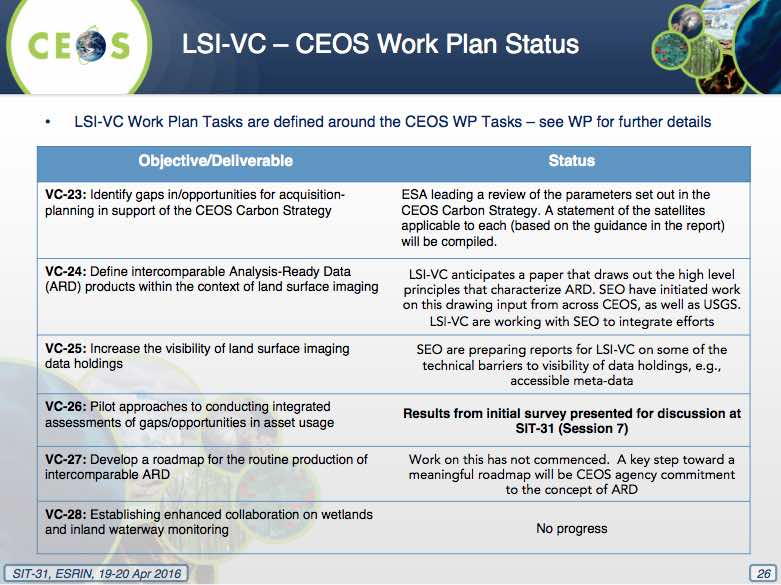 CEOS
LSI-VC – CEOS Work Plan Status
• LSI-VC Work Plan Tasks are defined around the CEOS WP Tasks – see WP for further details
Objective/Deliverable
Status
VC-23: Identify gaps in/opportunities for acquisition-
planning in support of the CEOS Carbon Strategy
ESA leading a review of the parameters set out in the
CEOS Carbon Strategy. A statement of the satellites
applicable to each (based on the guidance in the report)
will be compiled.
VC-24: Define intercomparable Analysis-Ready Data
(ARD) products within the context of land surface imaging
LSI-VC anticipates a paper that draws out the high level
principles that characterize ARD. SEO have initiated work
on this drawing input from across CEOS, as well as USGS.
LSI-VC are working with SEO to integrate efforts
VC-25: Increase the visibility of land surface imaging
data holdings
SEO are preparing reports for LSI-VC on some of the
technical barriers to visibility of data holdings, e.g.,
accessible meta-data
VC-26: Pilot approaches to conducting integrated
assessments of gaps/opportunities in asset usage
Results from initial survey presented for discussion at
SIT-31 (Session 7)
VC-27: Develop a roadmap for the routine production of
intercomparable ARD
Work on this has not commenced. A key step toward a
meaningful roadmap will be CEOS agency commitment
to the concept of ARD
VC-28: Establishing enhanced collaboration on wetlands
and inland waterway monitoring
No progress
SIT-31, ESRIN, 19-20 Apr 2016
26